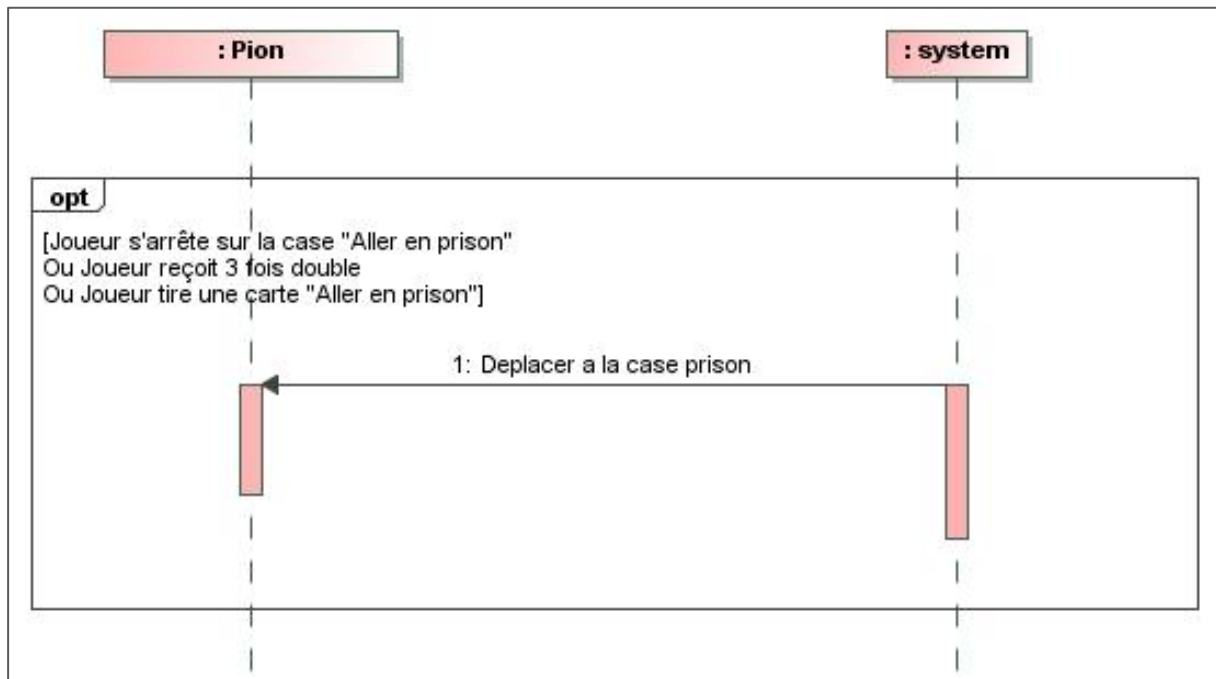 : Pion
: system
opt
[Joueur s'arrête sur la case "Aller en prison"
Ou Joueur reçoit 3 fois double
Ou Joueur tire une carte "Aller en prison"]
1: Deplacer a la case prison